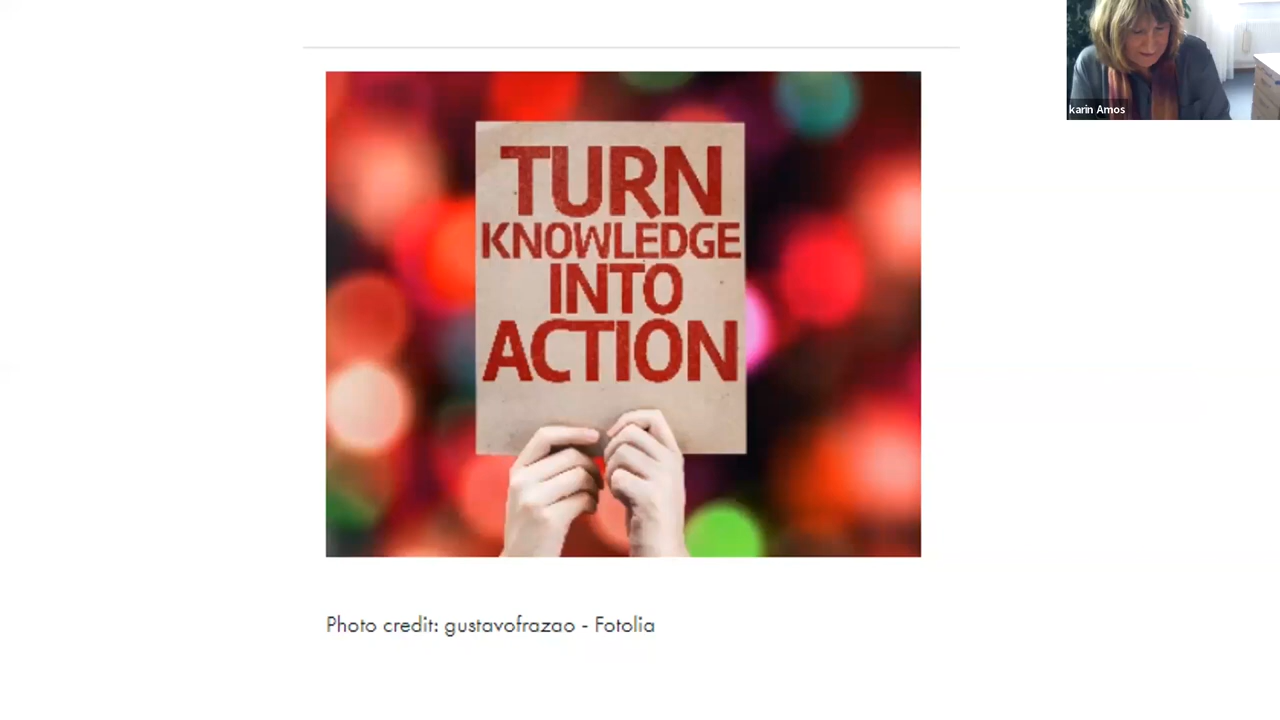 karin Amos
TURN
KNOWLEDGE
INTO
ACTION
Photo credit: gustavofrazao - Fotolia